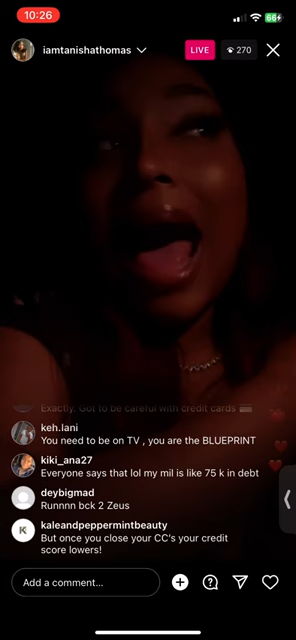 10:26
66
iamtanishathomas
LIVE
270
Exactly. Got to be careful with credit cards
keh.lani
You need to be on TV , you are the BLUEPRINT
kiki_ana27
Everyone says that lol my mil is like 75 k in debt
deybigmad
Runnnn bck 2 Zeus
K
kaleandpeppermintbeauty
But once you close your CC's your credit
score lowers!
Add a comment...